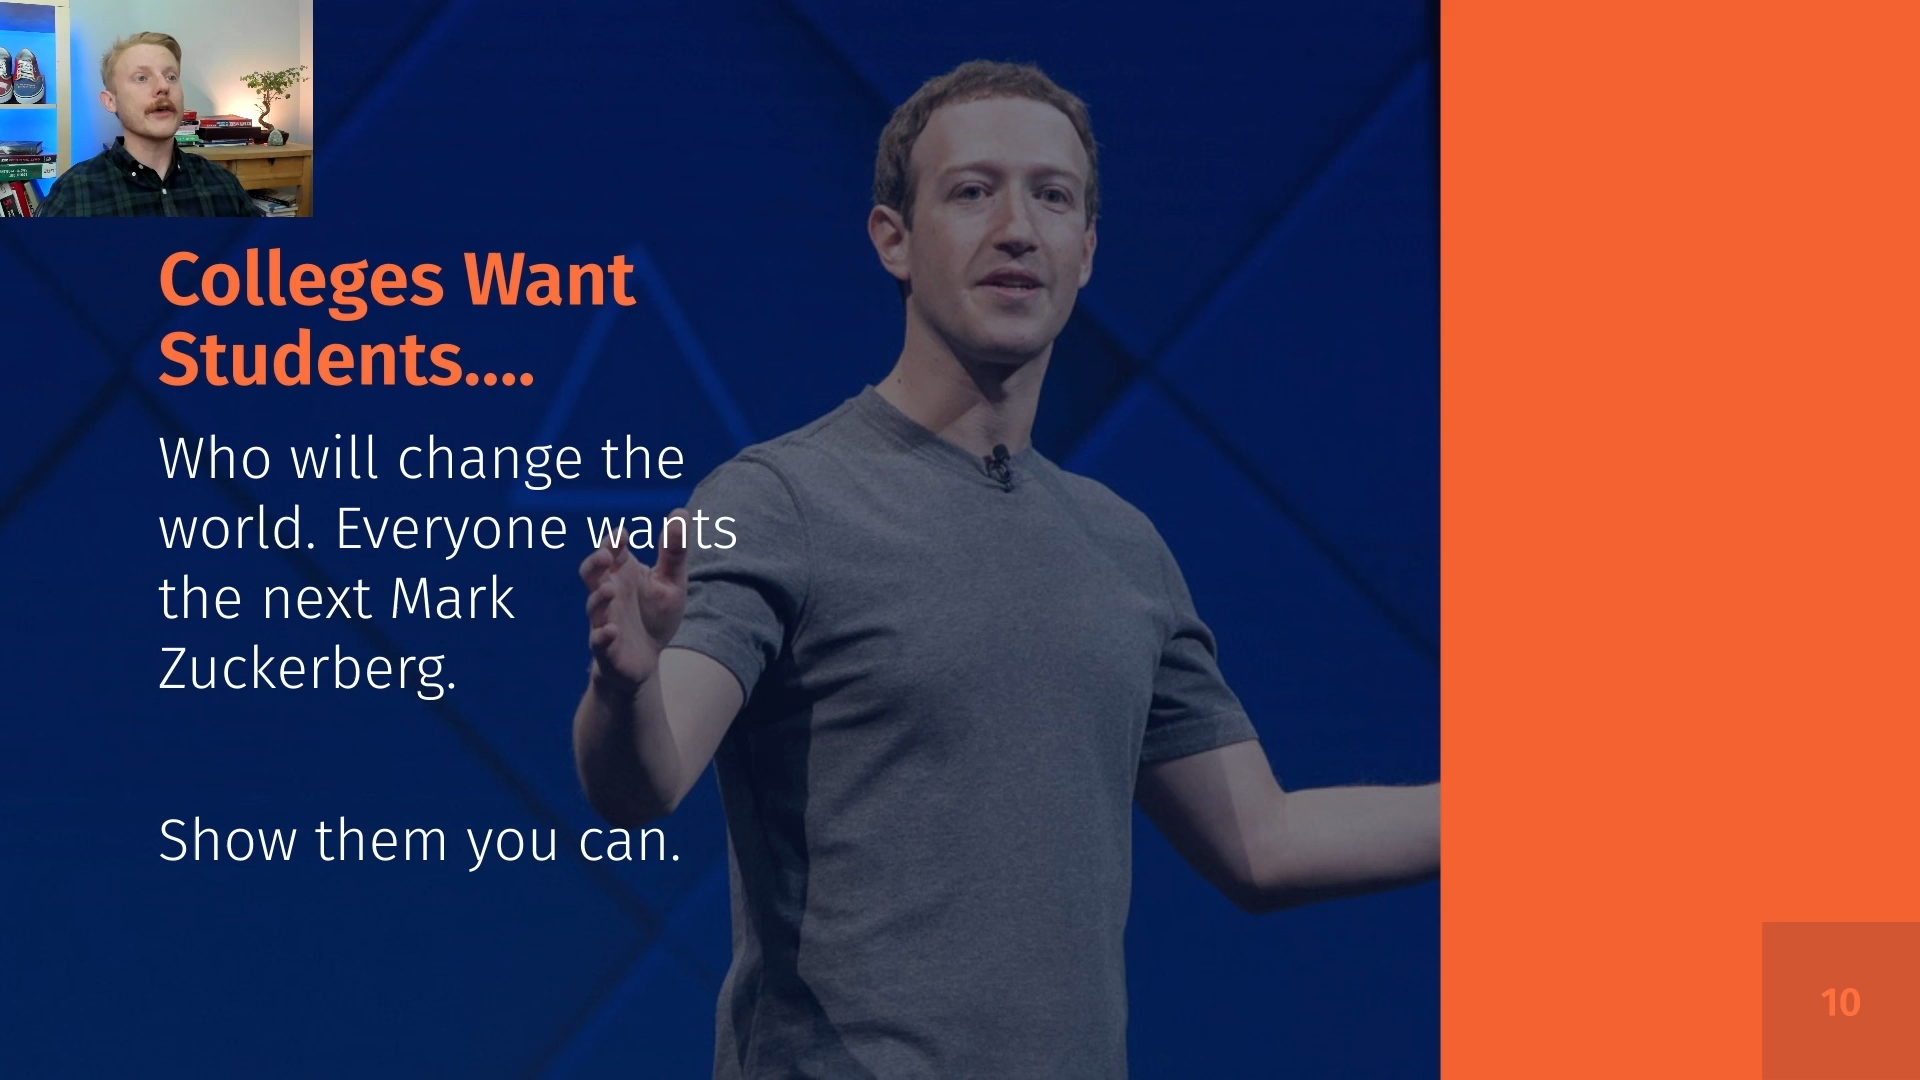 Colleges Want
Students....
Who will change the
world. Everyone wants
the next Mark
Zuckerberg.
Show them you can.
10